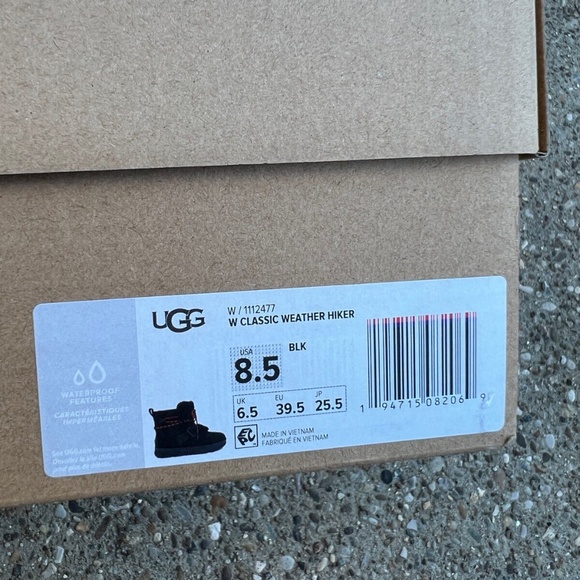 UGG
W / 1112477
W CLASSIC WEATHER HIKER
USA
8.5
BLK
UK EU JP
6.5 39.5 25.5
MADE IN VIETNAM
FABRIQUÉ EN VIETNAM
1 94715 08206
WATERPROOF
FEATURES
CARACTÉRISTIQUES
IMPERMÉABLES